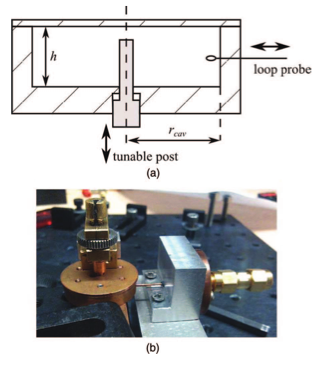 h
loop probe
r_cav
tunable post
(a)
(b)